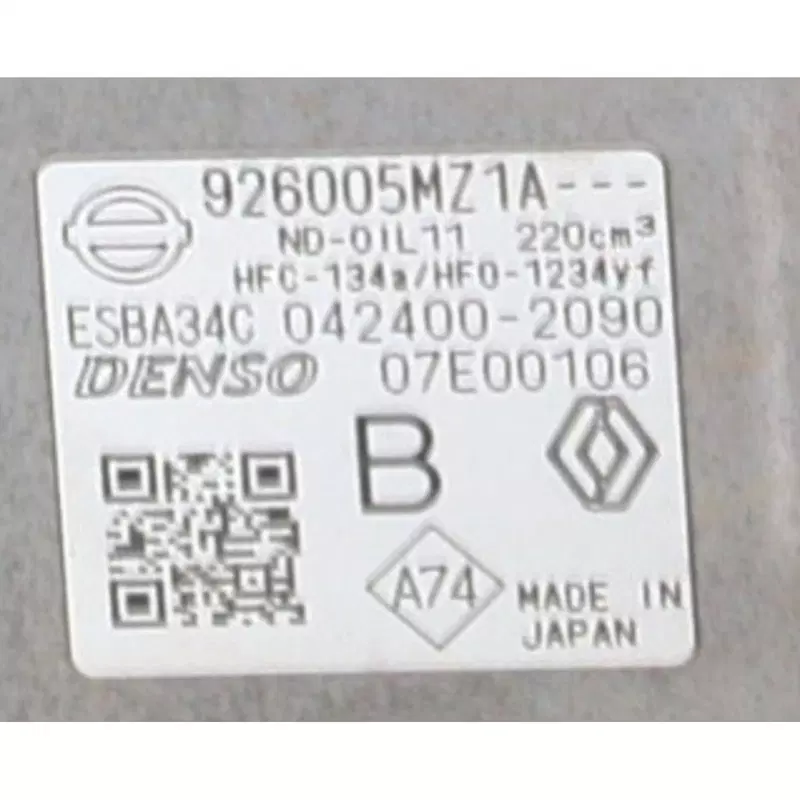 926005MZ1A---
ND-OIL11 220cm³
HFC-134a/HFO-1234yf
ESBA34C 042400-2090
DENSO 07E00106
B
A74
MADE IN
JAPAN